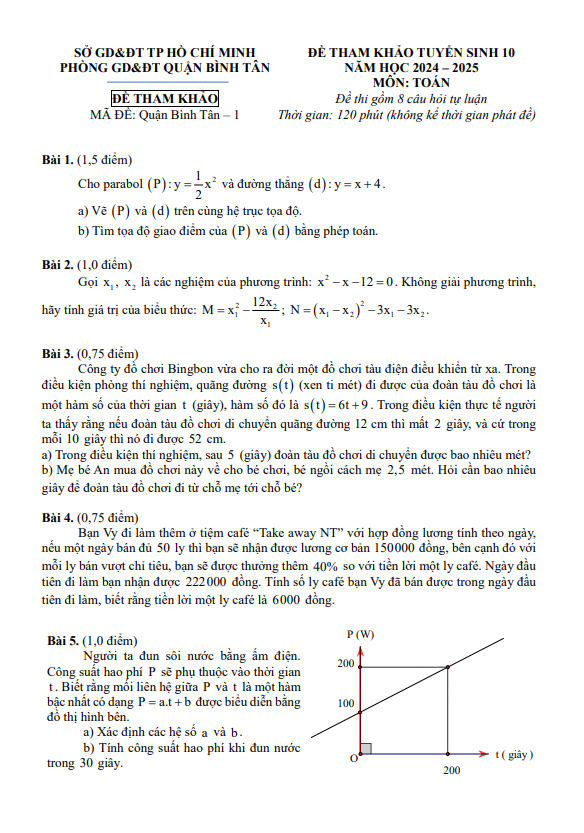 SỞ GD&ĐT TP HỒ CHÍ MINH
PHÒNG GD&ĐT QUẬN BÌNH TÂN
ĐỀ THAM KHẢO
MÃ ĐỀ: Quận Bình Tân – 1
ĐỀ THAM KHẢO TUYỂN SINH 10
NĂM HỌC 2024 – 2025
MÔN: TOÁN
Đề thi gồm 8 câu hỏi tự luận
Thời gian: 120 phút (không kể thời gian phát đề)
Bài 1. (1,5 điểm)
Cho parabol (P): y = 1/2 x² và đường thẳng (d): y = x + 4.
a) Vẽ (P) và (d) trên cùng hệ trục tọa độ.
b) Tìm tọa độ giao điểm của (P) và (d) bằng phép toán.
Bài 2. (1,0 điểm)
Gọi x₁, x₂ là các nghiệm của phương trình: x² – x – 12 = 0. Không giải phương trình,
hãy tính giá trị của biểu thức: M = x₁² – 12x₂/x₁; N = (x₁ – x₂)² – 3x₁ – 3x₂.
Bài 3. (0,75 điểm)
Công ty đồ chơi Bingbon vừa cho ra đời một đồ chơi tàu điện điều khiển từ xa. Trong
điều kiện phòng thí nghiệm, quãng đường s(t) (xen ti mét) đi được của đoàn tàu đồ chơi là
một hàm số của thời gian t (giây), hàm số đó là s(t) = 6t + 9. Trong điều kiện thực tế người
ta thấy rằng nếu đoàn tàu đồ chơi di chuyển quãng đường 12 cm thì mất 2 giây, và cứ trong
mỗi 10 giây thì nó đi được 52 cm.
a) Trong điều kiện thí nghiệm, sau 5 (giây) đoàn tàu đồ chơi di chuyển được bao nhiêu mét?
b) Mẹ bé An mua đồ chơi này về cho bé chơi, bé ngồi cách mẹ 2,5 mét. Hỏi cần bao nhiêu
giây để đoàn tàu đồ chơi đi từ chỗ mẹ tới chỗ bé?
Bài 4. (0,75 điểm)
Bạn Vy đi làm thêm ở tiệm café “Take away NT” với hợp đồng lương tính theo ngày,
nếu một ngày bán đủ 50 ly thì bạn sẽ nhận được lương cơ bản 150000 đồng, bên cạnh đó với
mỗi ly bán vượt chỉ tiêu, bạn sẽ được thưởng thêm 40% so với tiền lời một ly café. Ngày đầu
tiên đi làm bạn nhận được 222000 đồng. Tính số ly café bạn Vy đã bán được trong ngày đầu
tiên đi làm, biết rằng tiền lời một ly café là 6000 đồng.
Bài 5. (1,0 điểm)
Người ta đun sôi nước bằng ấm điện.
Công suất hao phí P sẽ phụ thuộc vào thời gian
t. Biết rằng mối liên hệ giữa P và t là một hàm
bậc nhất có dạng P = a.t + b được biểu diễn bằng
đồ thị hình bên.
a) Xác định các hệ số a và b.
b) Tính công suất hao phí khi đun nước
trong 30 giây.
P (W)
200
100
O
200
t ( giây )